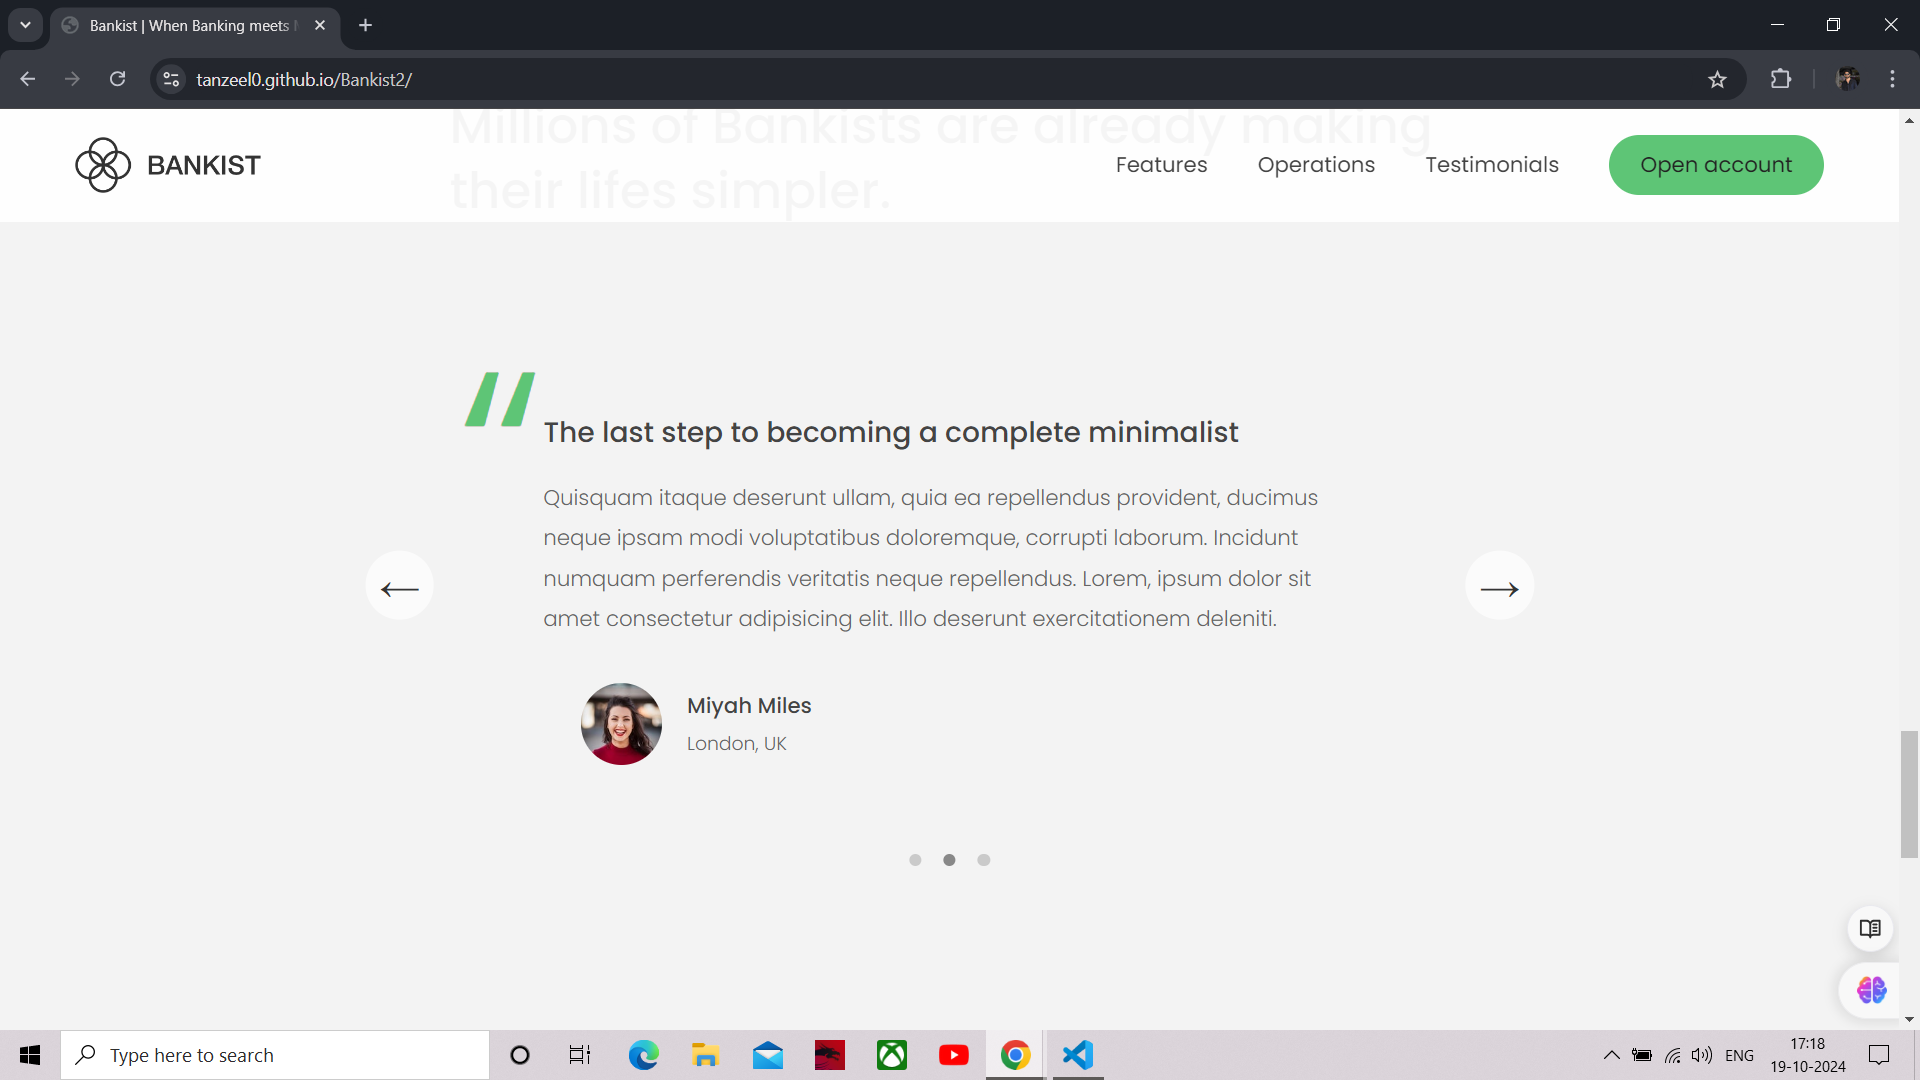 Bankist | When Banking meets
tanzeel0.github.io/Bankist2/
Millions of Bankists are already making
their lifes simpler.
BANKIST
Features
Operations
Testimonials
Open account
The last step to becoming a complete minimalist
Quisquam itaque deserunt ullam, quia ea repellendus provident, ducimus
neque ipsam modi voluptatibus doloremque, corrupti laborum. Incidunt
numquam perferendis veritatis neque repellendus. Lorem, ipsum dolor sit
amet consectetur adipisicing elit. Illo deserunt exercitationem deleniti.
Miyah Miles
London, UK
Type here to search
ENG
17:18
19-10-2024